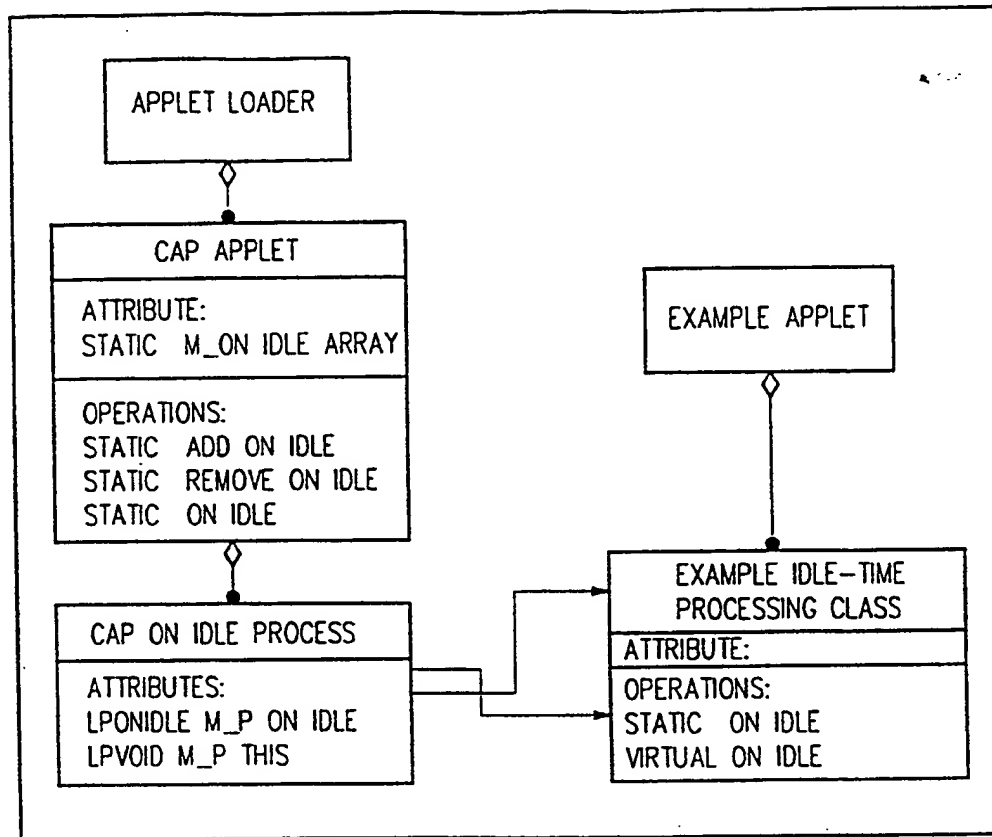 APPLET LOADER
CAP APPLET
ATTRIBUTE:
STATIC M_ON IDLE ARRAY
OPERATIONS:
STATIC ADD ON IDLE
STATIC REMOVE ON IDLE
STATIC ON IDLE
CAP ON IDLE PROCESS
ATTRIBUTES:
LPONIDLE M_P ON IDLE
LPVOID M_P THIS
EXAMPLE APPLET
EXAMPLE IDLE-TIME
PROCESSING CLASS
ATTRIBUTE:
OPERATIONS:
STATIC ON IDLE
VIRTUAL ON IDLE